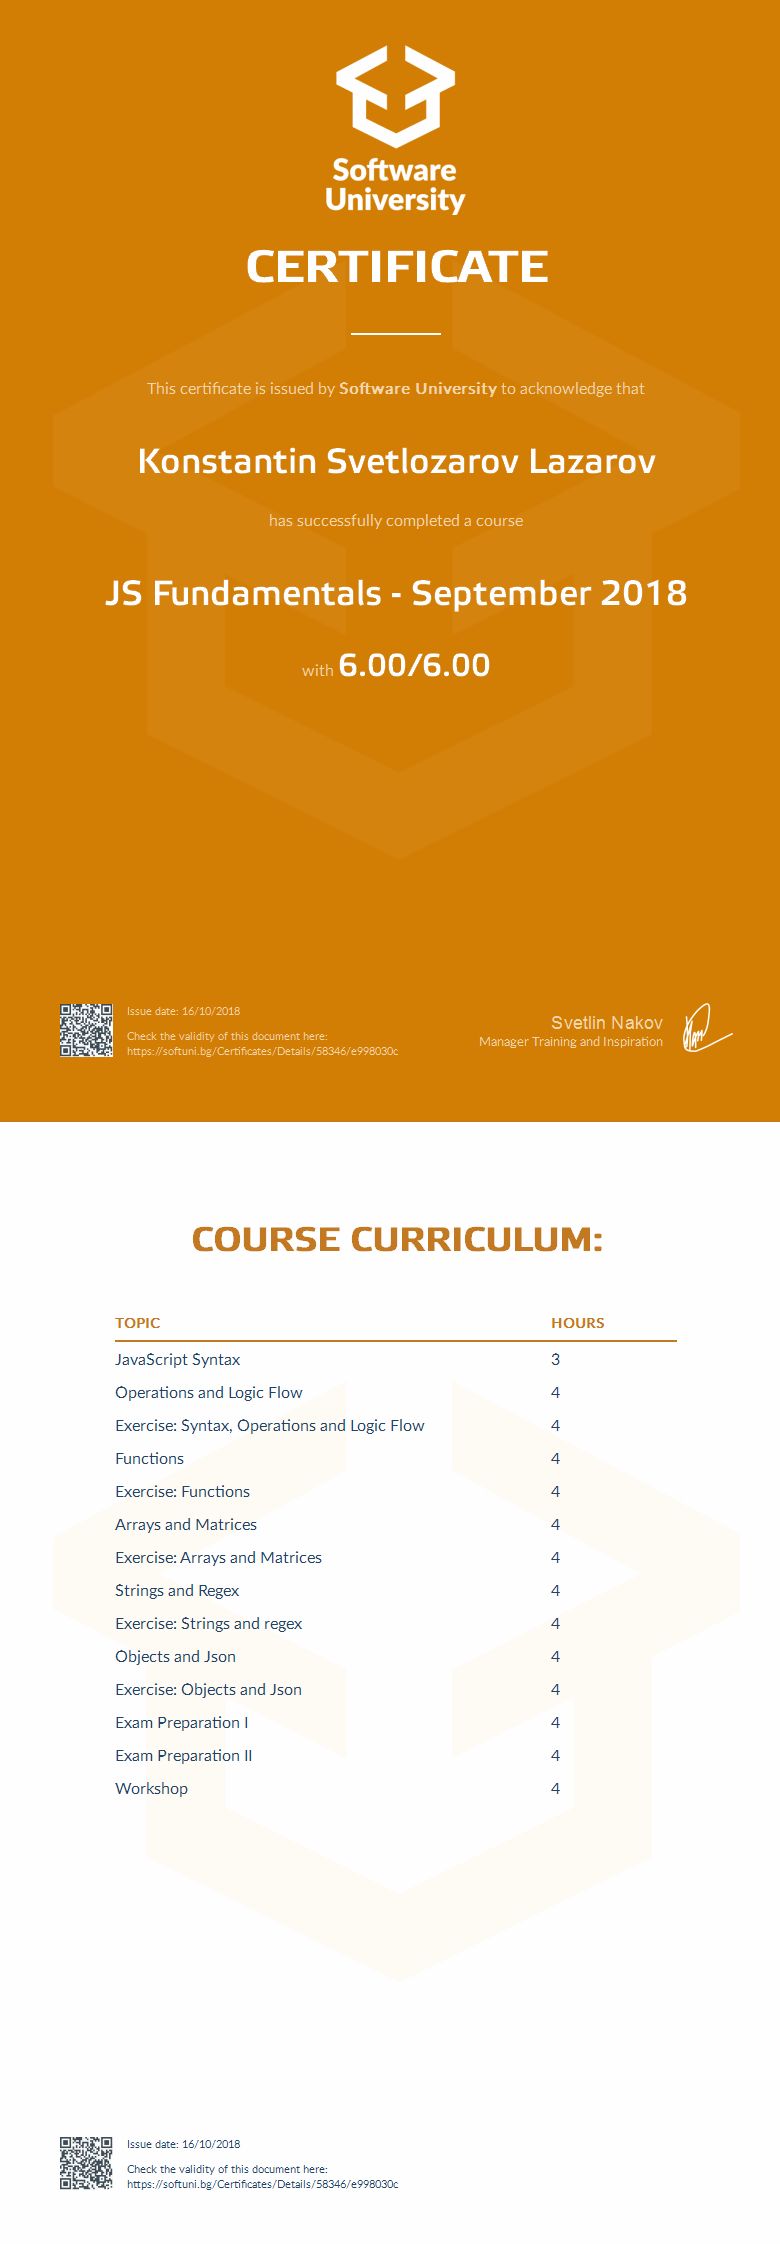 Software
University
CERTIFICATE
This certificate is issued by Software University to acknowledge that
Konstantin Svetlozarov Lazarov
has successfully completed a course
JS Fundamentals - September 2018
with 6.00/6.00
Issue date: 16/10/2018
Check the validity of this document here:
https://softuni.bg/Certificates/Details/58346/e998030c
Svetlin Nakov
Manager Training and Inspiration
COURSE CURRICULUM:
TOPIC HOURS
JavaScript Syntax 3
Operations and Logic Flow 4
Exercise: Syntax, Operations and Logic Flow 4
Functions 4
Exercise: Functions 4
Arrays and Matrices 4
Exercise: Arrays and Matrices 4
Strings and Regex 4
Exercise: Strings and regex 4
Objects and Json 4
Exercise: Objects and Json 4
Exam Preparation I 4
Exam Preparation II 4
Workshop 4
Issue date: 16/10/2018
Check the validity of this document here:
https://softuni.bg/Certificates/Details/58346/e998030c